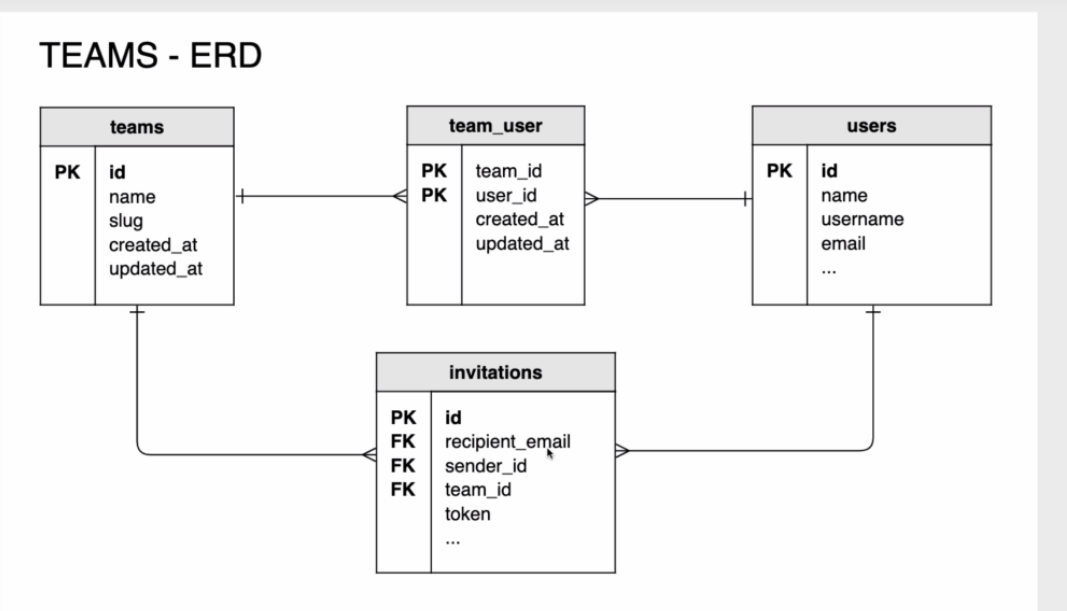 TEAMS - ERD
teams
PK id
name
slug
created_at
updated_at
team_user
PK team_id
PK user_id
created_at
updated_at
users
PK id
name
username
email
...
invitations
PK id
FK recipient_email
FK sender_id
FK team_id
token
...